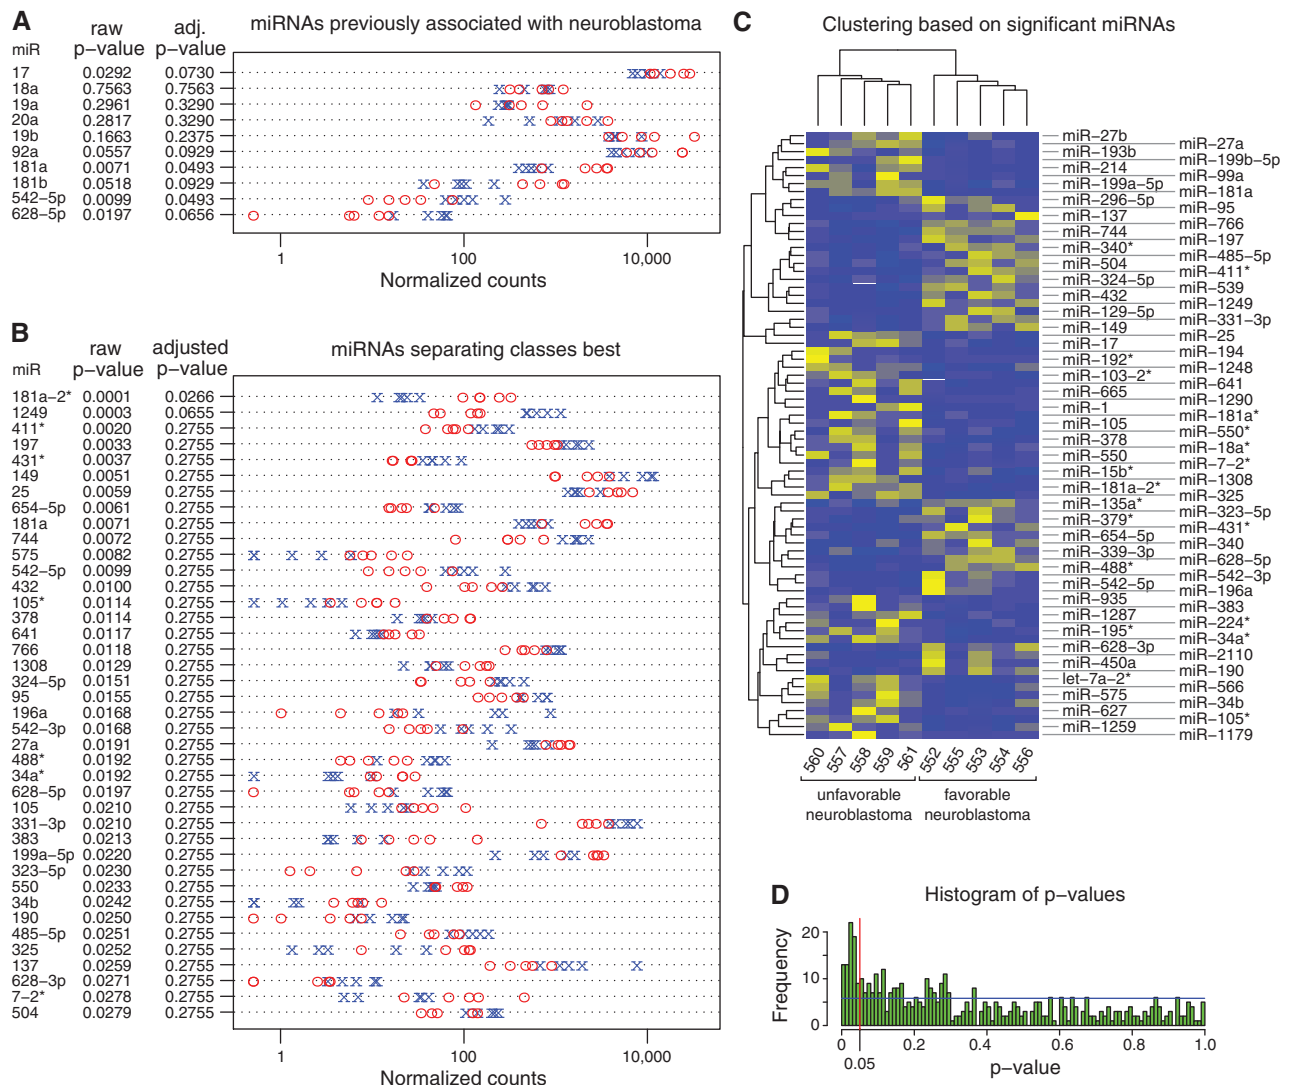 A
miRNAs previously associated with neuroblastoma
raw adj.
miR p−value p−value
17 0.0292 0.0730
18a 0.7563 0.7563
19a 0.2961 0.3290
20a 0.2817 0.3290
19b 0.1663 0.2375
92a 0.0557 0.0929
181a 0.0071 0.0493
181b 0.0518 0.0929
542−5p 0.0099 0.0493
628−5p 0.0197 0.0656
1 100 10,000
Normalized counts
B
miRNAs separating classes best
raw adjusted
miR p−value p−value
181a−2* 0.0001 0.0266
1249 0.0003 0.0655
411* 0.0020 0.2755
197 0.0033 0.2755
431* 0.0037 0.2755
149 0.0051 0.2755
25 0.0059 0.2755
654−5p 0.0061 0.2755
181a 0.0071 0.2755
744 0.0072 0.2755
575 0.0082 0.2755
542−5p 0.0099 0.2755
432 0.0100 0.2755
105* 0.0114 0.2755
378 0.0114 0.2755
641 0.0117 0.2755
766 0.0118 0.2755
1308 0.0129 0.2755
324−5p 0.0151 0.2755
95 0.0155 0.2755
196a 0.0168 0.2755
542−3p 0.0168 0.2755
27a 0.0191 0.2755
488* 0.0192 0.2755
34a* 0.0192 0.2755
628−5p 0.0197 0.2755
105 0.0210 0.2755
331−3p 0.0210 0.2755
383 0.0213 0.2755
199a−5p 0.0220 0.2755
323−5p 0.0230 0.2755
550 0.0233 0.2755
34b 0.0242 0.2755
190 0.0250 0.2755
485−5p 0.0251 0.2755
325 0.0252 0.2755
137 0.0259 0.2755
628−3p 0.0271 0.2755
7−2* 0.0278 0.2755
504 0.0279 0.2755
1 100 10,000
Normalized counts
C
Clustering based on significant miRNAs
miR−27b
miR−27a
miR−193b
miR−199b−5p
miR−214
miR−99a
miR−199a−5p
miR−181a
miR−296−5p
miR−95
miR−137
miR−766
miR−744
miR−197
miR−340*
miR−485−5p
miR−504
miR−411*
miR−324−5p
miR−539
miR−432
miR−1249
miR−129−5p
miR−331−3p
miR−149
miR−25
miR−17
miR−194
miR−192*
miR−1248
miR−103−2*
miR−641
miR−665
miR−1290
miR−1
miR−181a*
miR−105
miR−550*
miR−378
miR−18a*
miR−550
miR−7−2*
miR−15b*
miR−1308
miR−181a−2*
miR−325
miR−135a*
miR−323−5p
miR−379*
miR−431*
miR−654−5p
miR−340
miR−339−3p
miR−628−5p
miR−488*
miR−542−3p
miR−542−5p
miR−196a
miR−935
miR−383
miR−1287
miR−224*
miR−195*
miR−34a*
miR−628−3p
miR−2110
miR−450a
miR−190
let−7a−2*
miR−566
miR−575
miR−34b
miR−627
miR−105*
miR−1259
miR−1179
560 557 558 559 561 552 555 553 554 556
unfavorable favorable
neuroblastoma neuroblastoma
D
Histogram of p−values
Frequency
20
10
0
0 0.2 0.4 0.6 0.8 1.0
0.05
p−value